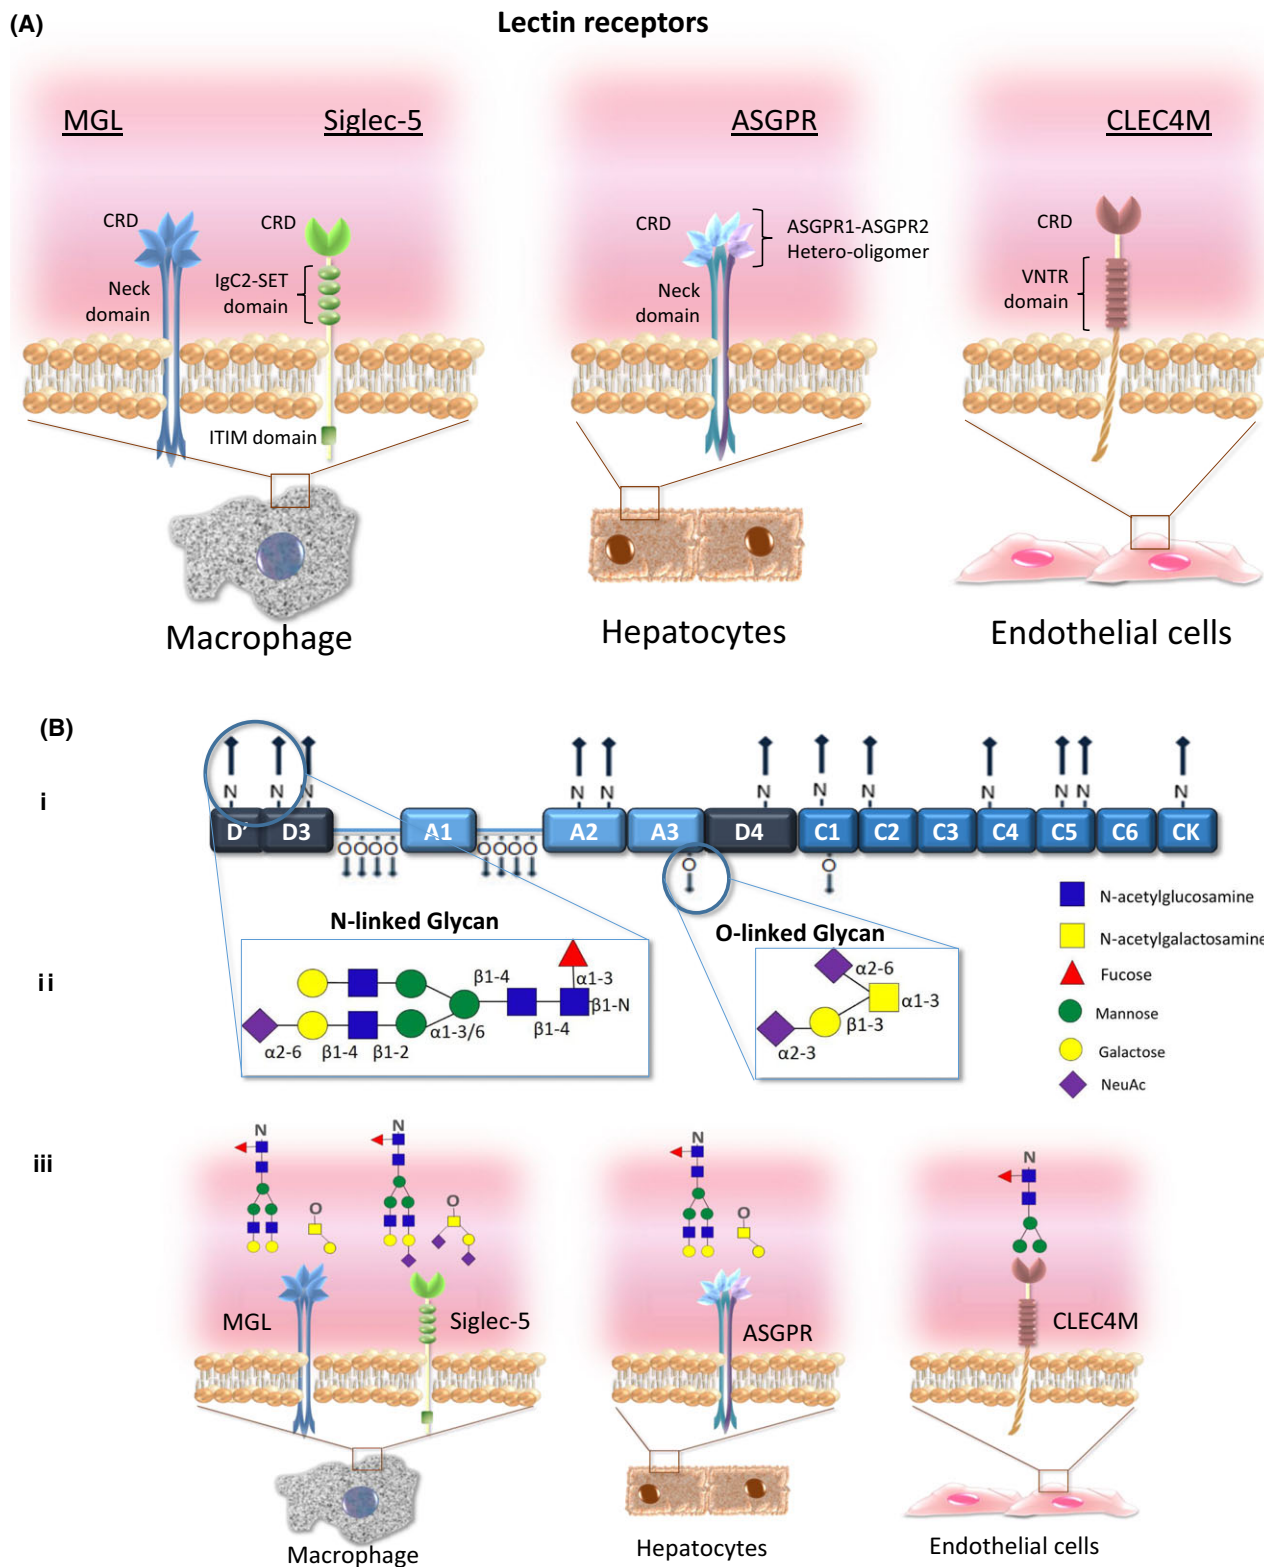 (A)
Lectin receptors
MGL
Siglec-5
ASGPR
CLEC4M
CRD
CRD
CRD
CRD
ASGPR1-ASGPR2
Hetero-oligomer
Neck
domain
IgC2-SET
domain
Neck
domain
VNTR
domain
ITIM domain
Macrophage
Hepatocytes
Endothelial cells
(B)
i
N N N N N N N N N N N N
D' D3 A1 A2 A3 D4 C1 C2 C3 C4 C5 C6 CK
O O O O O O O O O O
N-linked Glycan
O-linked Glycan
ii
β1-4
α1-3
β1-N
β1-4
α1-3/6
α2-6
β1-4
β1-2
α2-6
α1-3
β1-3
α2-3
N-acetylglucosamine
N-acetylgalactosamine
Fucose
Mannose
Galactose
NeuAc
iii
N
O
N
O
N
O
N
MGL
Siglec-5
ASGPR
CLEC4M
Macrophage
Hepatocytes
Endothelial cells